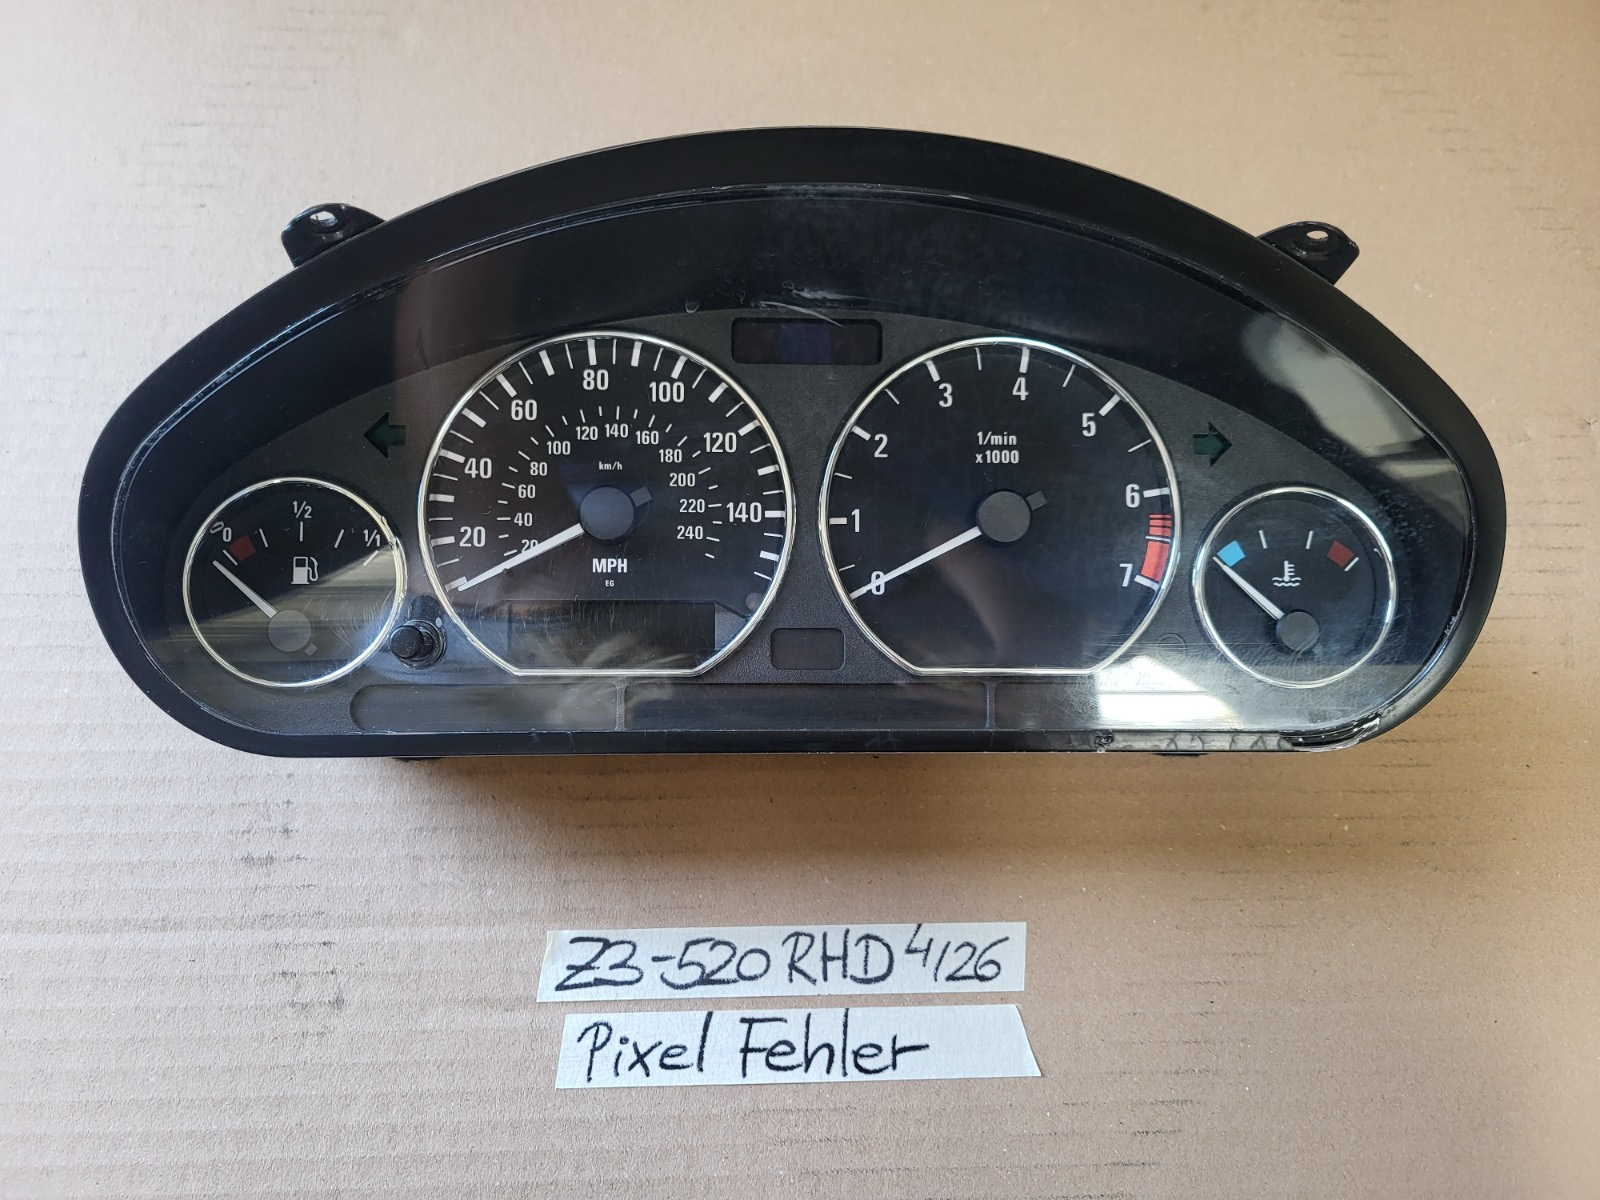 80
60 100
120 140 160
40 100 180 120
80 km/h 200
60 220 140
20 40 240
20 MPH
EG
3 4
2 5
1/min
x1000
1 6
0 7
0 1/2 1/1
Z3-520 RHD 4/26
Pixel Fehler